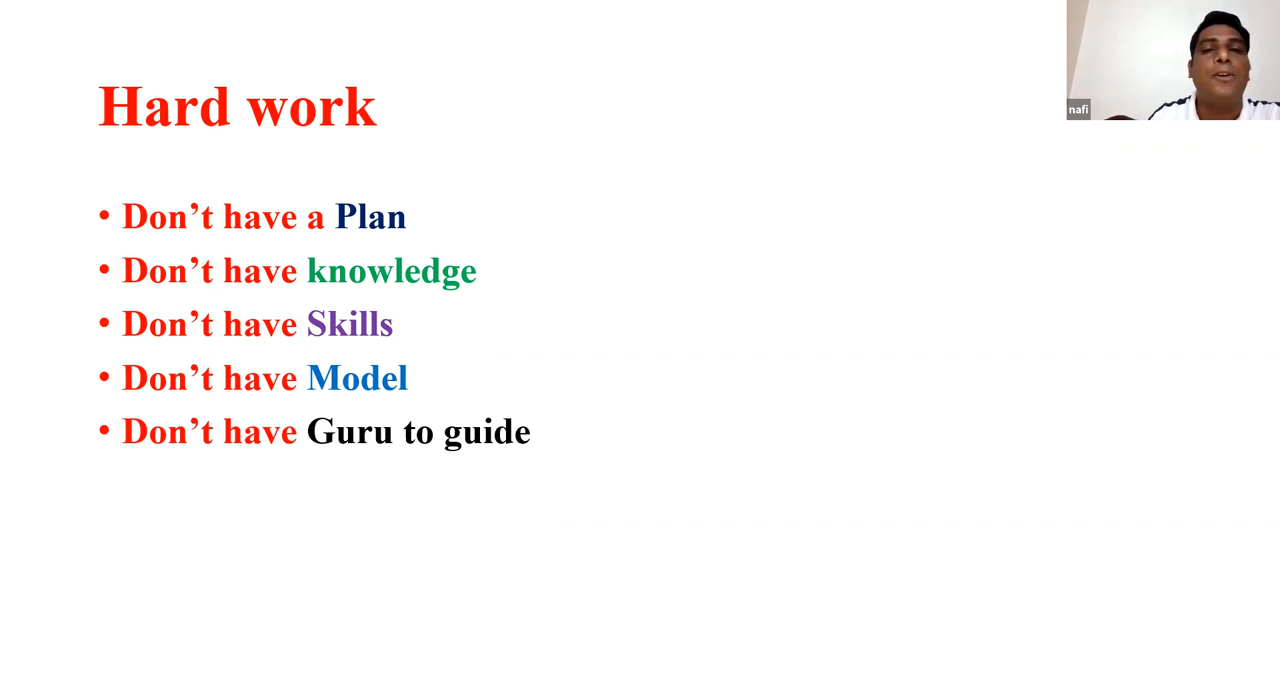 Hard work
nafi
• Don’t have a Plan
• Don’t have knowledge
• Don’t have Skills
• Don’t have Model
• Don’t have Guru to guide